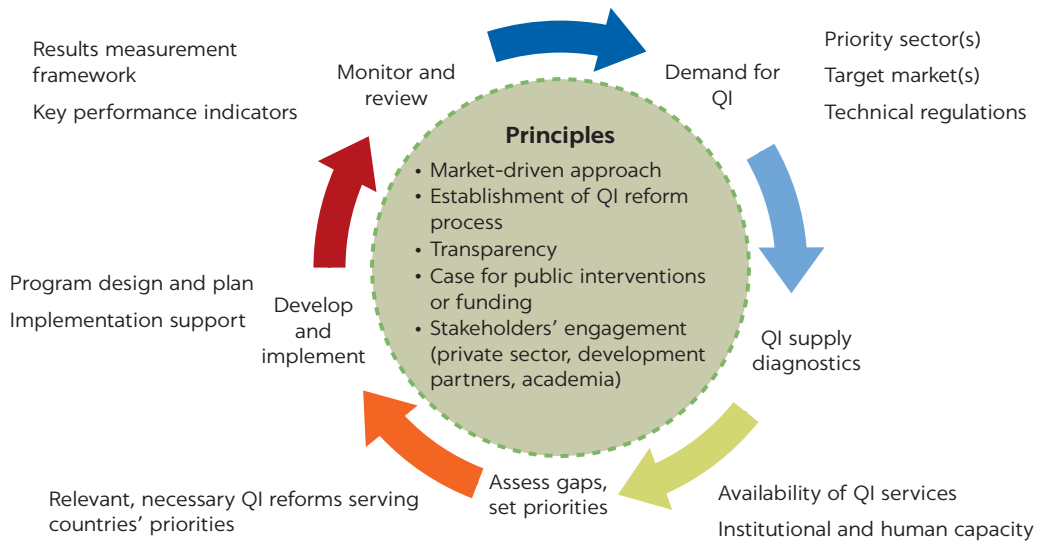 Results measurement
framework
Key performance indicators
Monitor and
review
Demand for
QI
Priority sector(s)
Target market(s)
Technical regulations
Principles
• Market-driven approach
• Establishment of QI reform
process
• Transparency
• Case for public interventions
or funding
• Stakeholders’ engagement
(private sector, development
partners, academia)
Program design and plan
Implementation support
Develop
and
implement
QI supply
diagnostics
Assess gaps,
set priorities
Relevant, necessary QI reforms serving
countries’ priorities
Availability of QI services
Institutional and human capacity